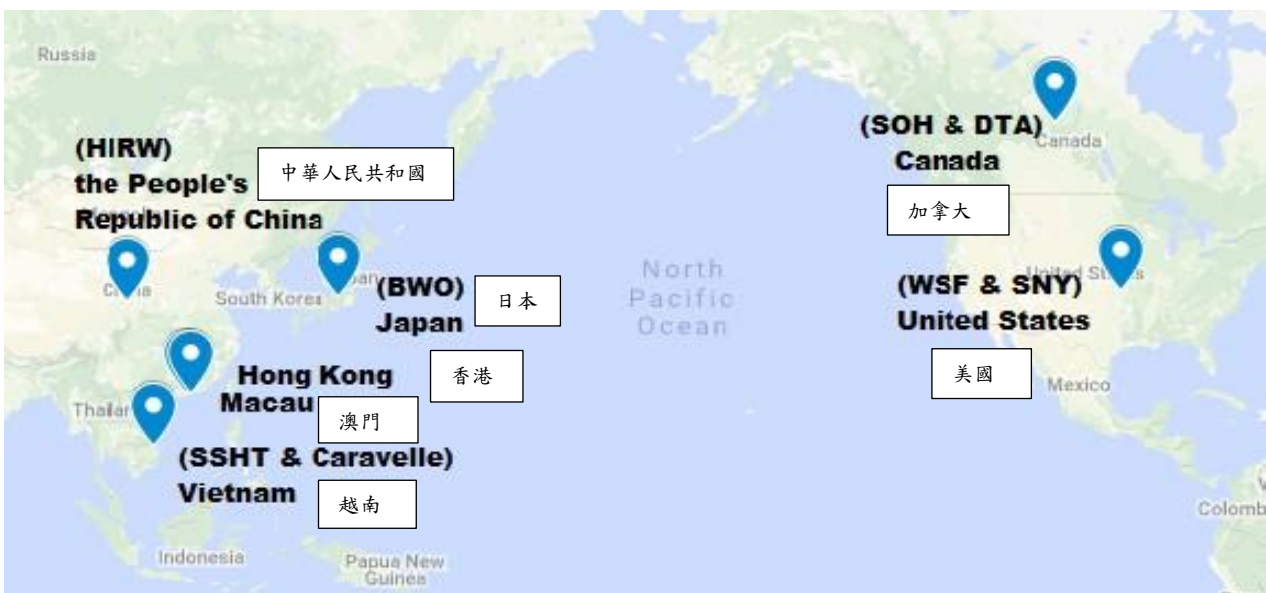 Russia
(HIRW)
the People's
Republic of China
中華人民共和國
South Korea
(BWO)
Japan
日本
Hong Kong
Macau
香港
澳門
(SSHT & Caravelle)
Vietnam
越南
Indonesia
Papua New
Guinea
North
Pacific
Ocean
(SOH & DTA)
Canada
Canada
加拿大
(WSF & SNY)
United States
美國
Mexico